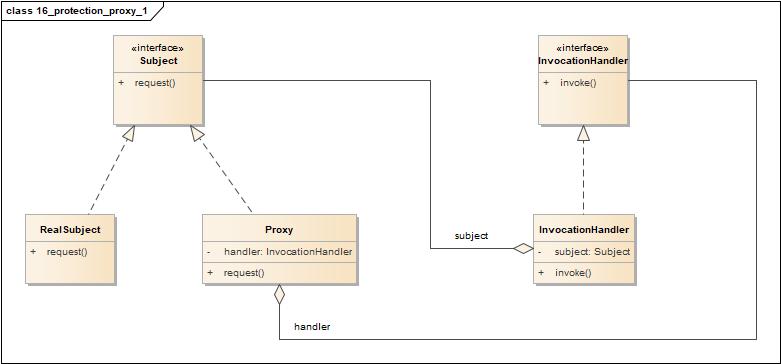 class 16_protection_proxy_1
«interface»
Subject
+ request()
«interface»
InvocationHandler
+ invoke()
RealSubject
+ request()
Proxy
- handler: InvocationHandler
+ request()
subject
InvocationHandler
- subject: Subject
+ invoke()
handler